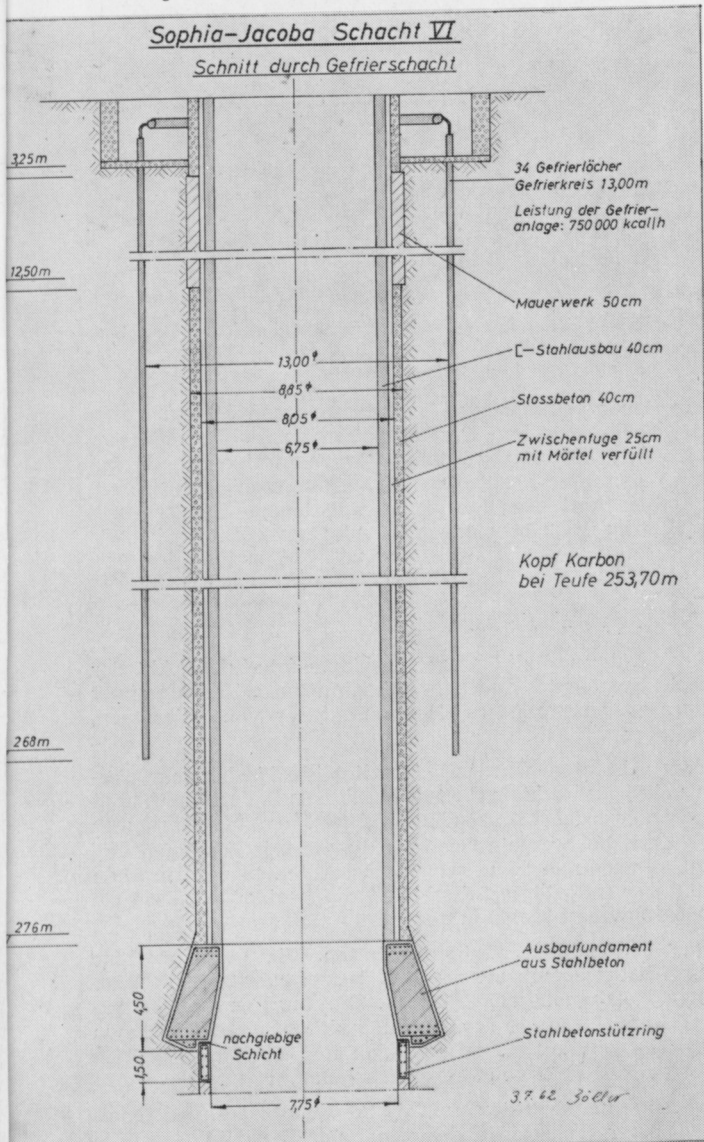 Sophia-Jacoba Schacht VI
Schnitt durch Gefrierschacht
3,25m
34 Gefrierlöcher
Gefrierkreis 13,00m
Leistung der Gefrier-
anlage: 750 000 kcal/h
12,50m
Mauerwerk 50cm
13,00⌀
[-Stahlausbau 40cm
8,85⌀
Stossbeton 40cm
8,05⌀
6,75⌀
Zwischenfuge 25cm
mit Mörtel verfüllt
Kopf Karbon
bei Teufe 253,70m
268m
276m
4,50
Ausbaufundament
aus Stahlbeton
nachgiebige
Schicht
Stahlbetonstützring
1,50
7,75⌀
3.7.62